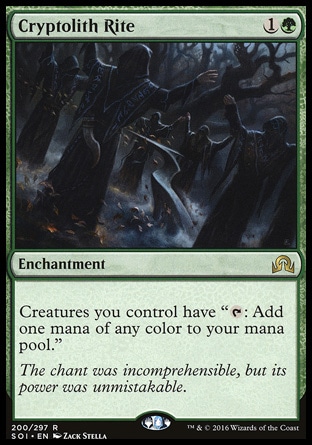 Cryptolith Rite 1
Enchantment
Creatures you control have “T: Add
one mana of any color to your mana
pool.”
The chant was incomprehensible, but its
power was unmistakable.
200/297 R
SOI • EN ZACK STELLA
™ & © 2016 Wizards of the Coast